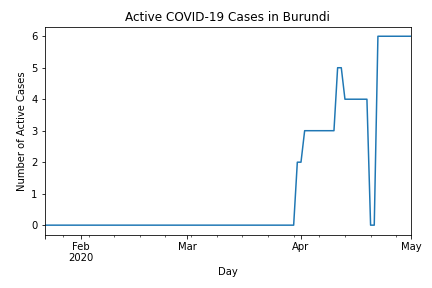 Active COVID-19 Cases in Burundi
6
5
4
3
2
1
0
Number of Active Cases
Feb
2020
Mar
Apr
May
Day